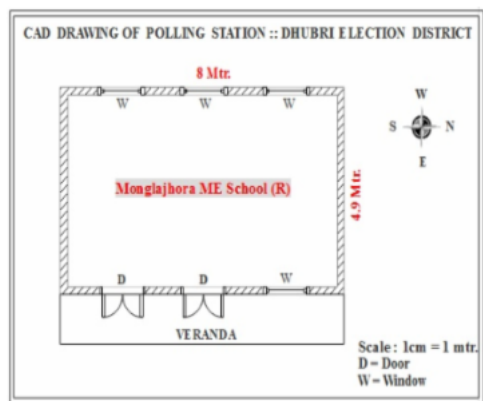 CAD DRAWING OF POLLING STATION :: DHUBRI ELECTION DISTRICT
8 Mtr.
W W W
W
S N
E
Monglajhora ME School (R)
4.9 Mtr.
D D W
VERANDA
Scale : 1cm = 1 mtr.
D = Door
W = Window